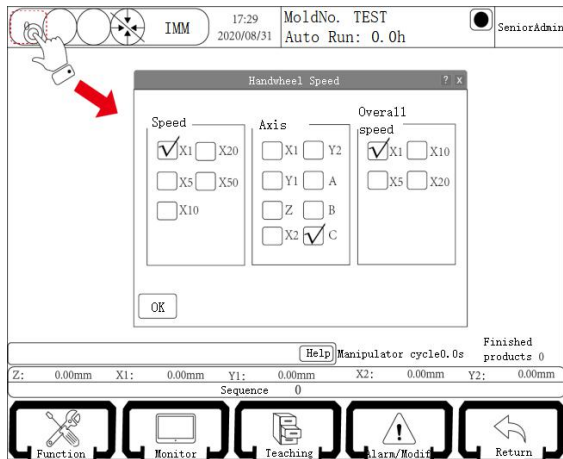 IMM
17:29
2020/08/31
MoldNo. TEST
Auto Run: 0.0h
SeniorAdmin
Handwheel Speed ? x
Speed
X1 X20
X5 X50
X10
Axis
X1 Y2
Y1 A
Z B
X2 C
Overall
speed
X1 X10
X5 X20
OK
Help Manipulator cycle0.0s
Finished
products 0
Z: 0.00mm X1: 0.00mm Y1: 0.00mm X2: 0.00mm Y2: 0.00mm
Sequence 0
Function Monitor Teaching Alarm/Modif Return